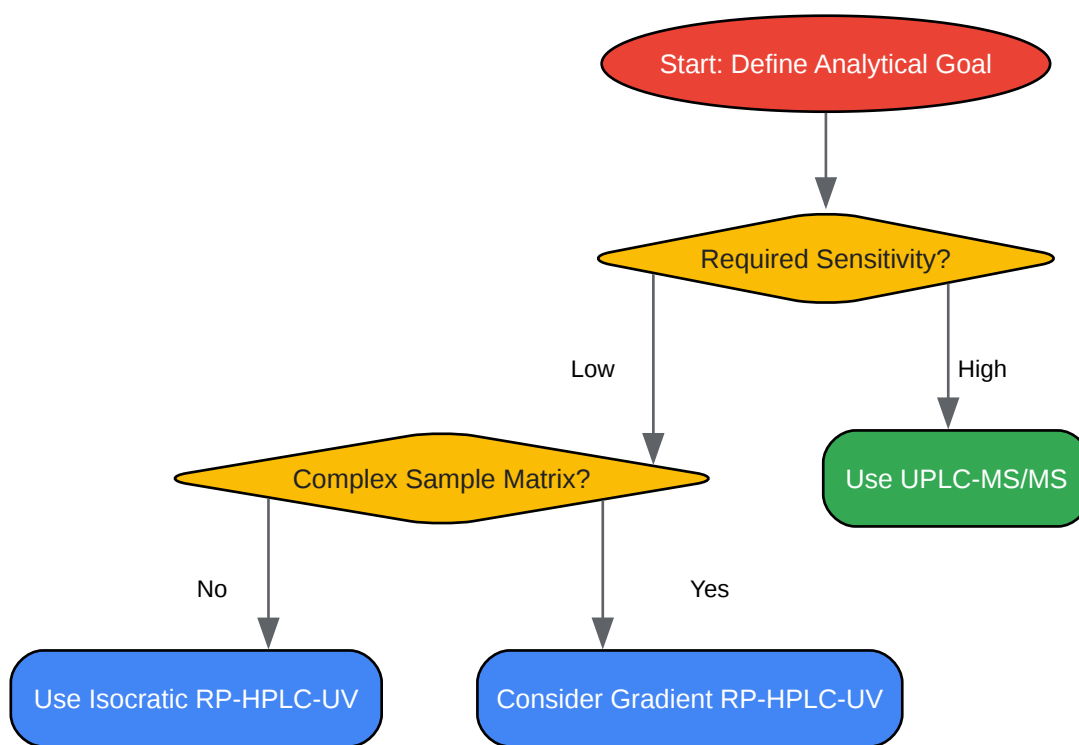 Start: Define Analytical Goal
Required Sensitivity?
Low
High
Complex Sample Matrix?
Use UPLC-MS/MS
No
Yes
Use Isocratic RP-HPLC-UV
Consider Gradient RP-HPLC-UV